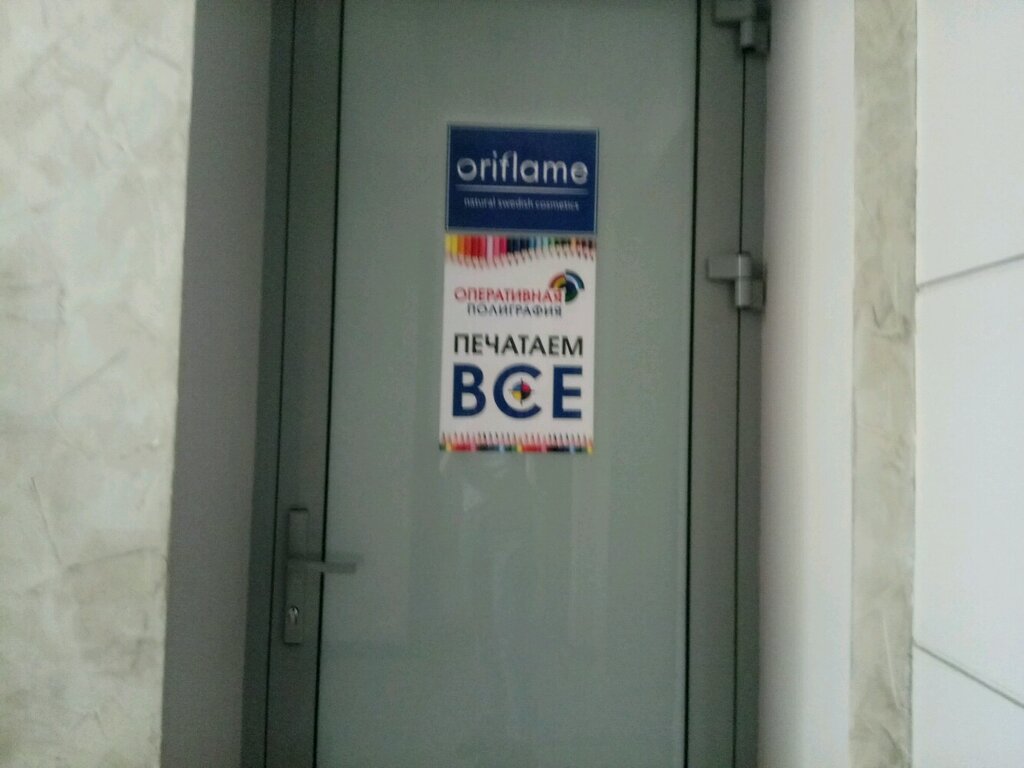 oriflame
natural swedish cosmetics
ОПЕРАТИВНАЯ
ПОЛИГРАФИЯ
ПЕЧАТАЕМ
ВСЕ